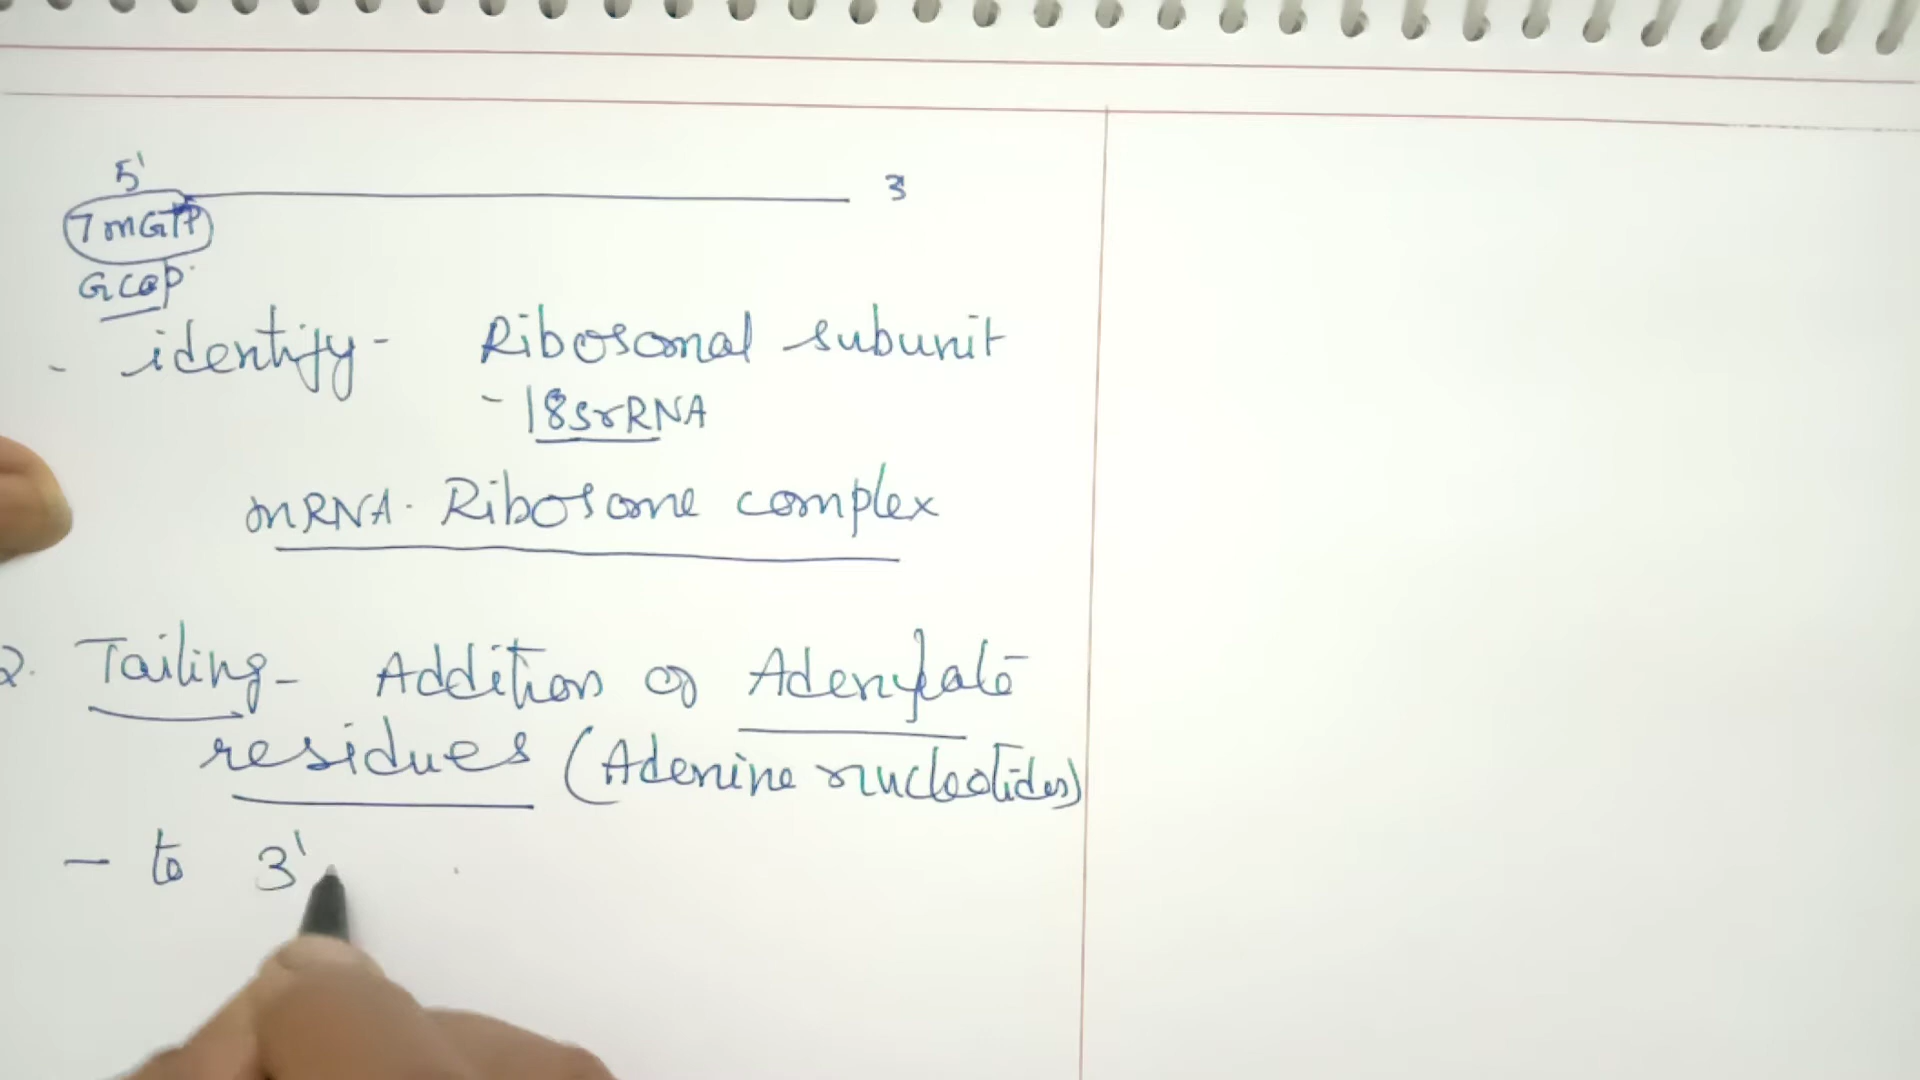 5' 3
7mGTP
Gcap
- identify - Ribosomal subunit
- 18SrRNA
mRNA. Ribosome complex
2. Tailing - Addition of Adenylate
residues (Adenine nucleotides)
- to 3'